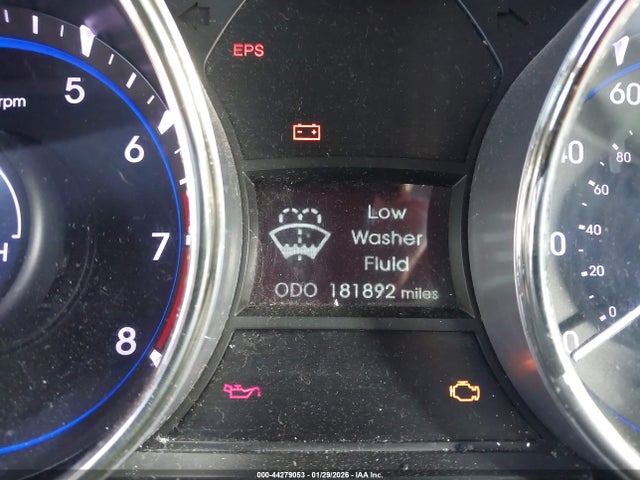 EPS
rpm
5
6
7
8
H
Low
Washer
Fluid
ODO 181892 miles
60
80
60
40
20
0
000-44279053 - 01/29/2026 - IAA Inc.